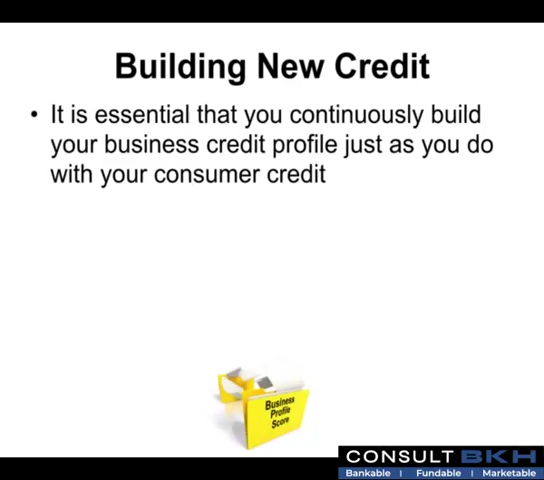 Building New Credit
• It is essential that you continuously build
your business credit profile just as you do
with your consumer credit
Business
Profile
Score
CONSULT BKH
Bankable | Fundable | Marketable